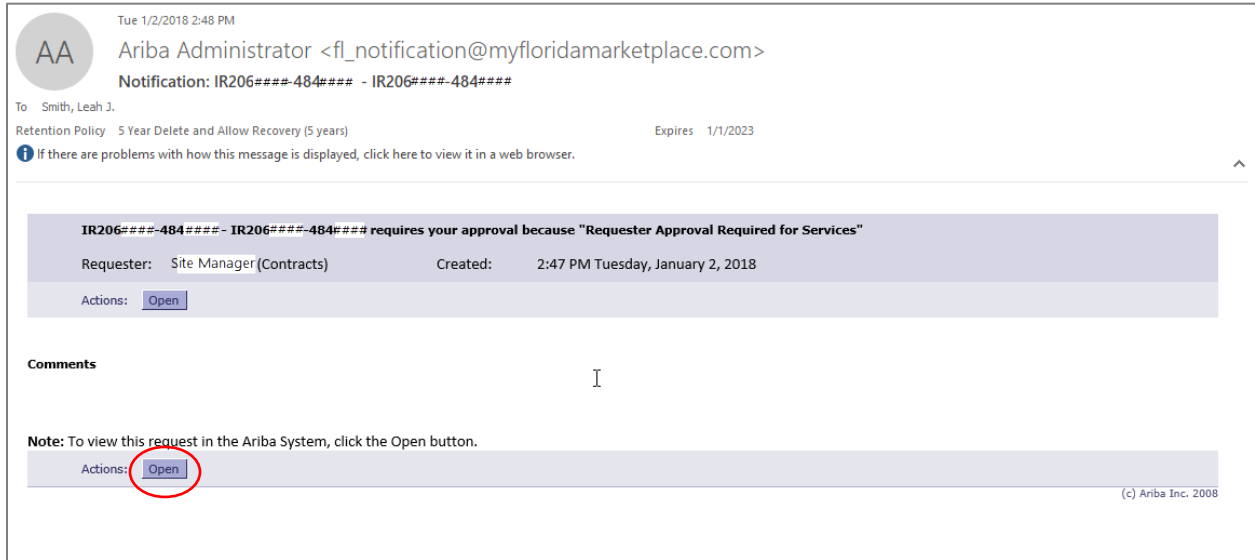 Tue 1/2/2018 2:48 PM
AA
Ariba Administrator <fl_notification@myfloridamarketplace.com>
Notification: IR206####-484#### - IR206####-484####
To Smith, Leah J.
Retention Policy 5 Year Delete and Allow Recovery (5 years) Expires 1/1/2023
If there are problems with how this message is displayed, click here to view it in a web browser.
IR206####-484#### - IR206####-484#### requires your approval because "Requester Approval Required for Services"
Requester: Site Manager (Contracts) Created: 2:47 PM Tuesday, January 2, 2018
Actions: Open
Comments
Note: To view this request in the Ariba System, click the Open button.
Actions: Open
(c) Ariba Inc. 2008